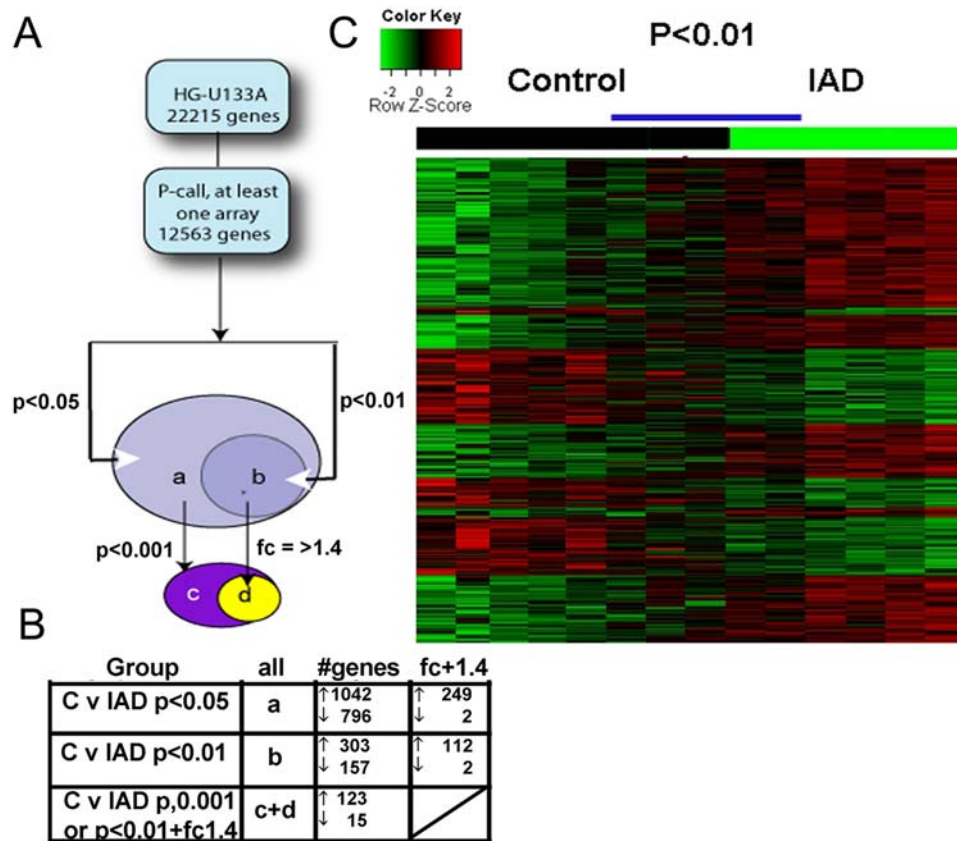 A
HG-U133A
22215 genes
P-call, at least
one array
12563 genes
p<0.05
p<0.01
a
b
p<0.001
fc = >1.4
c
d
B
Group all #genes fc+1.4
C v IAD p<0.05 a ↑1042 ↑ 249
↓ 796 ↓ 2
C v IAD p<0.01 b ↑ 303 ↑ 112
↓ 157 ↓ 2
C v IAD p,0.001 c+d ↑ 123
or p<0.01+fc1.4 ↓ 15
C
Color Key
-2 0 2
Row Z-Score
P<0.01
Control IAD